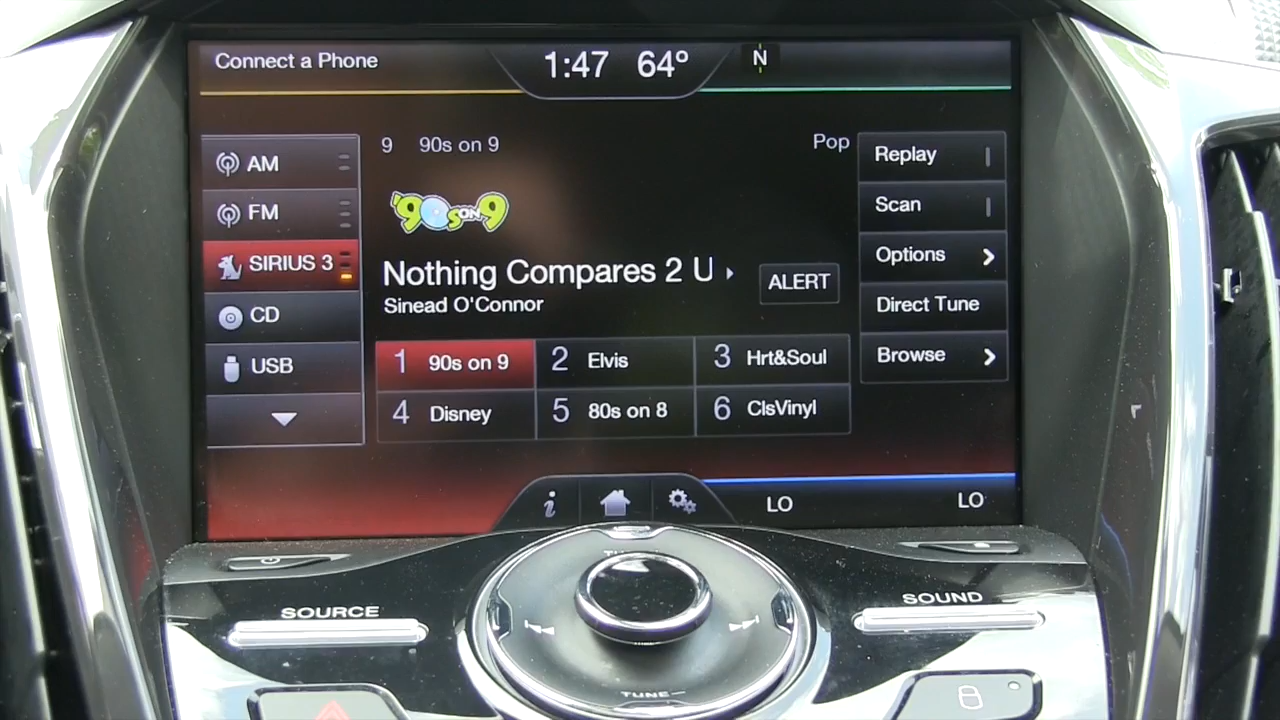 Connect a Phone 1:47 64° N
AM
FM
SIRIUS 3
CD
USB
9 90s on 9 Pop
'90s ON 9
Nothing Compares 2 U
Sinead O'Connor
ALERT
1 90s on 9 2 Elvis 3 Hrt&Soul
4 Disney 5 80s on 8 6 ClsVinyl
Replay
Scan
Options
Direct Tune
Browse
i LO LO
SOURCE
SOUND
TUNE—